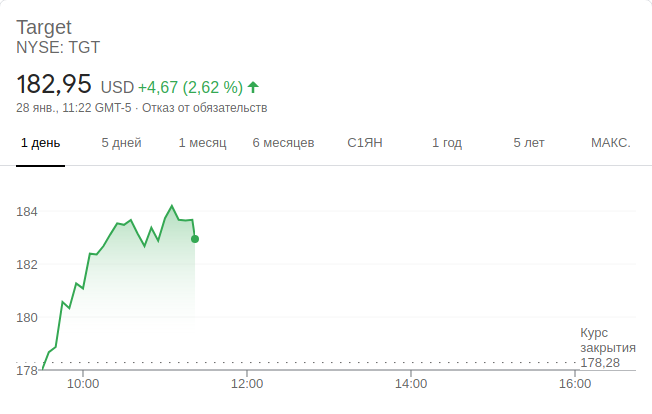 Target
NYSE: TGT
182,95 USD +4,67 (2,62 %)
28 янв., 11:22 GMT-5 · Отказ от обязательств
1 день 5 дней 1 месяц 6 месяцев С1ЯН 1 год 5 лет МАКС.
184
182
180
Курс
закрытия
178,28
178
10:00 12:00 14:00 16:00